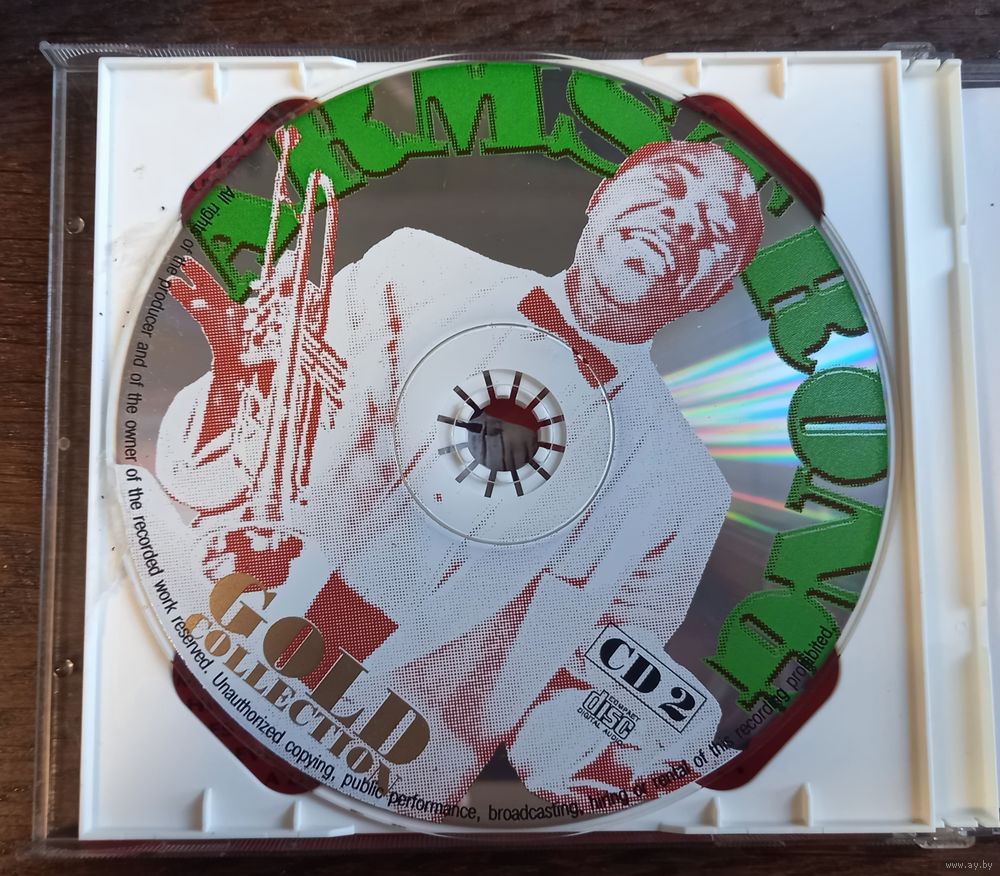 ARMSTRONG
All rights of the producer and of the owner of the recorded work reserved. Unauthorized copying, public performance, broadcasting, hiring or rental of this recording prohibited.
GOLD
COLLECTION
CD 2
COMPACT
disc
DIGITAL AUDIO
www.ay.by